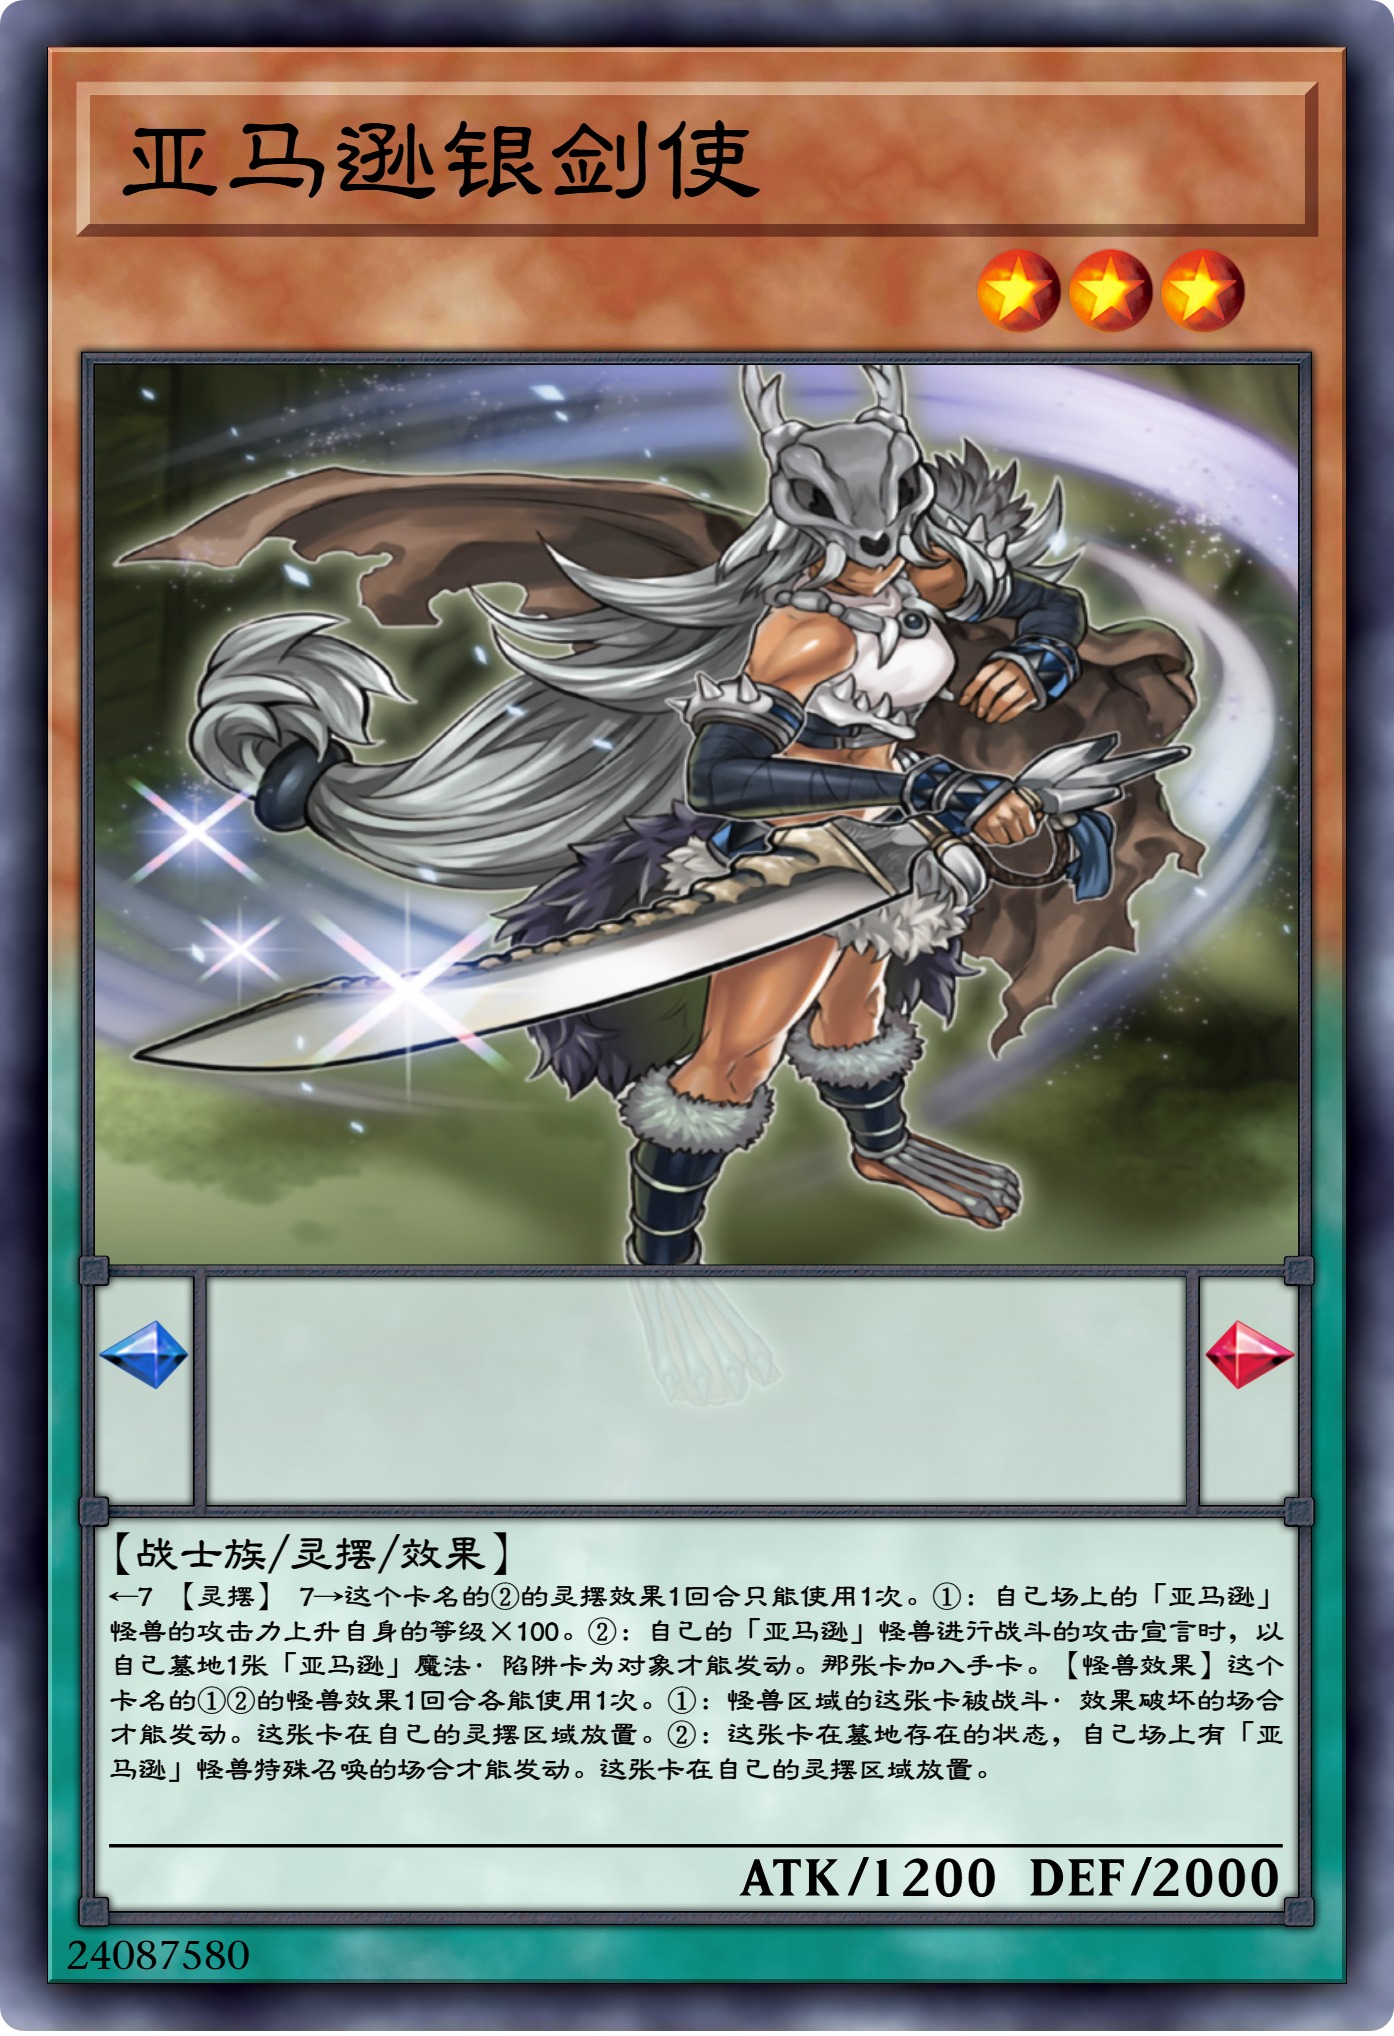 亚马逊银剑使
【战士族/灵摆/效果】
←7 【灵摆】 7→这个卡名的②的灵摆效果1回合只能使用1次。①：自己场上的「亚马逊」
怪兽的攻击力上升自身的等级×100。②：自己的「亚马逊」怪兽进行战斗的攻击宣言时，以
自己墓地1张「亚马逊」魔法·陷阱卡为对象才能发动。那张卡加入手卡。【怪兽效果】这个
卡名的①②的怪兽效果1回合各能使用1次。①：怪兽区域的这张卡被战斗·效果破坏的场合
才能发动。这张卡在自己的灵摆区域放置。②：这张卡在墓地存在的状态，自己场上有「亚
马逊」怪兽特殊召唤的场合才能发动。这张卡在自己的灵摆区域放置。
ATK/1200 DEF/2000
24087580